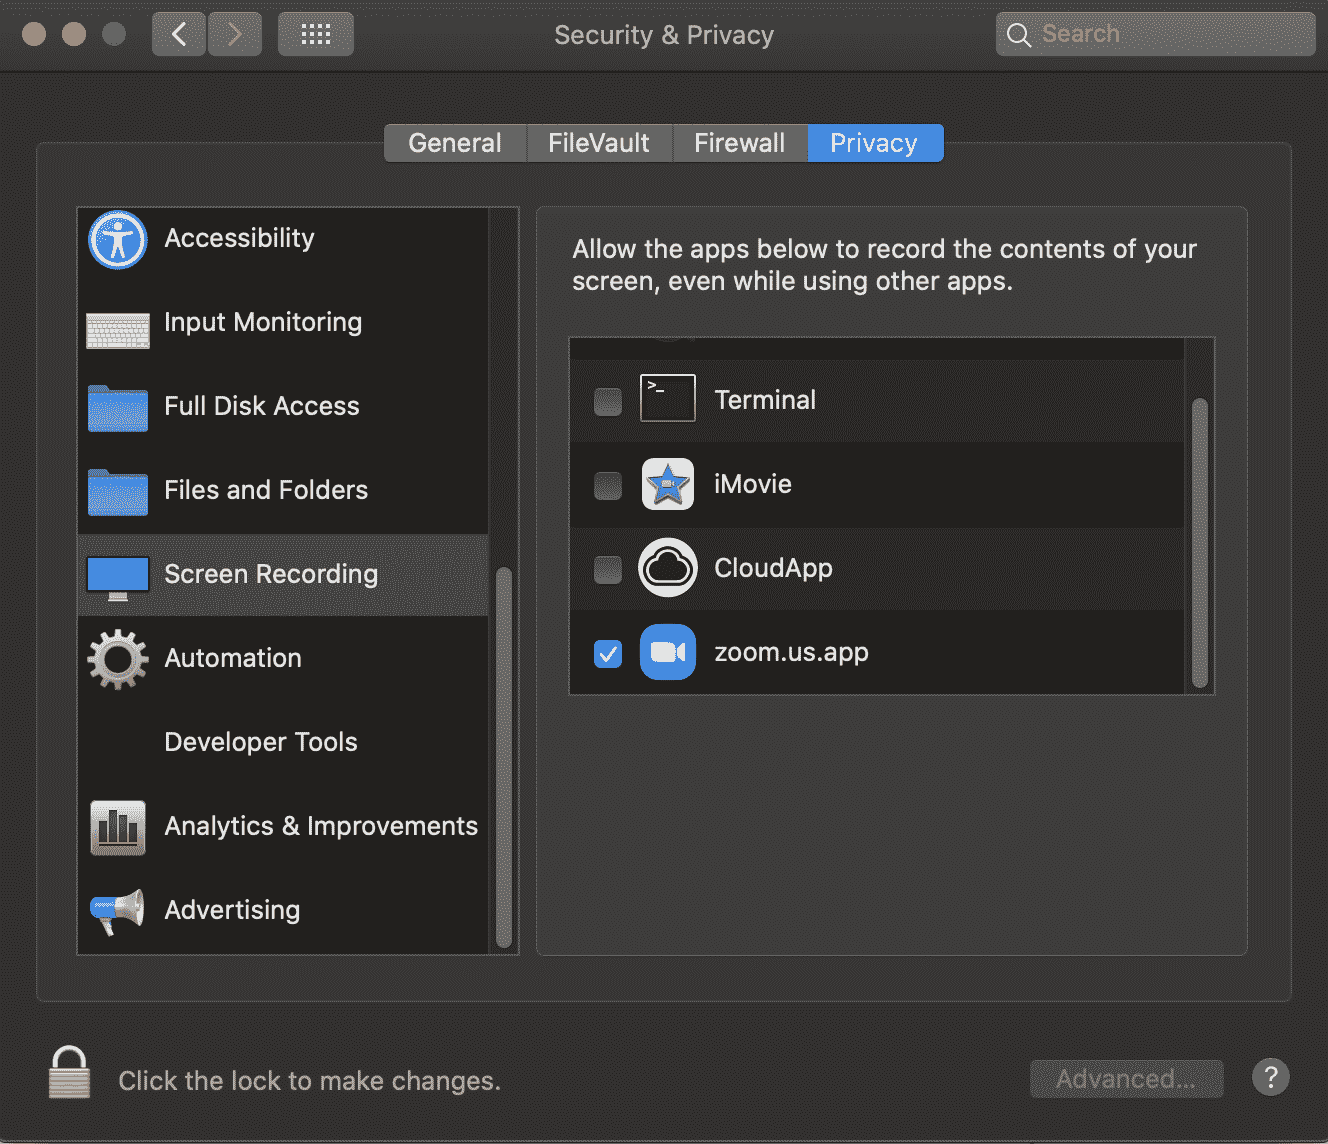 Security & Privacy
Search
General
FileVault
Firewall
Privacy
Accessibility
Input Monitoring
Full Disk Access
Files and Folders
Screen Recording
Automation
Developer Tools
Analytics & Improvements
Advertising
Allow the apps below to record the contents of your
screen, even while using other apps.
>_
Terminal
iMovie
CloudApp
zoom.us.app
Click the lock to make changes.
Advanced...
?